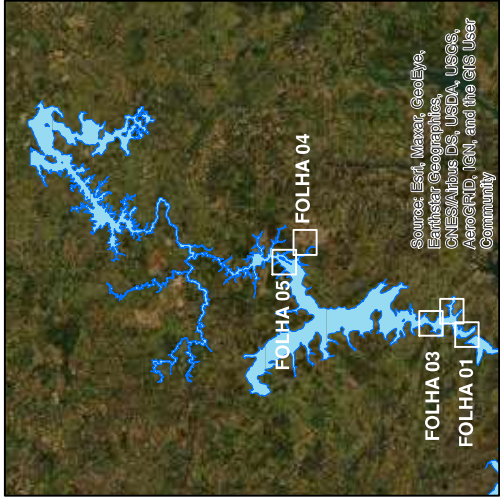 FOLHA 04
FOLHA 05
FOLHA 03
FOLHA 01
Source: Esri, Maxar, GeoEye,
Earthstar Geographics,
CNES/Airbus DS, USDA, USGS,
AeroGRID, IGN, and the GIS User
Community